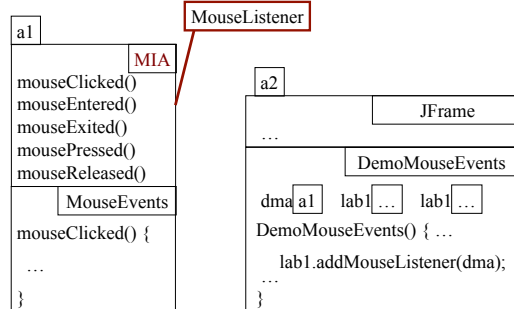 MouseListener
a1
MIA
mouseClicked()
mouseEntered()
mouseExited()
mousePressed()
mouseReleased()
MouseEvents
mouseClicked() {
…
}
a2
JFrame
…
DemoMouseEvents
dma a1 lab1 … lab1 …
DemoMouseEvents() { …
lab1.addMouseListener(dma);
…
}